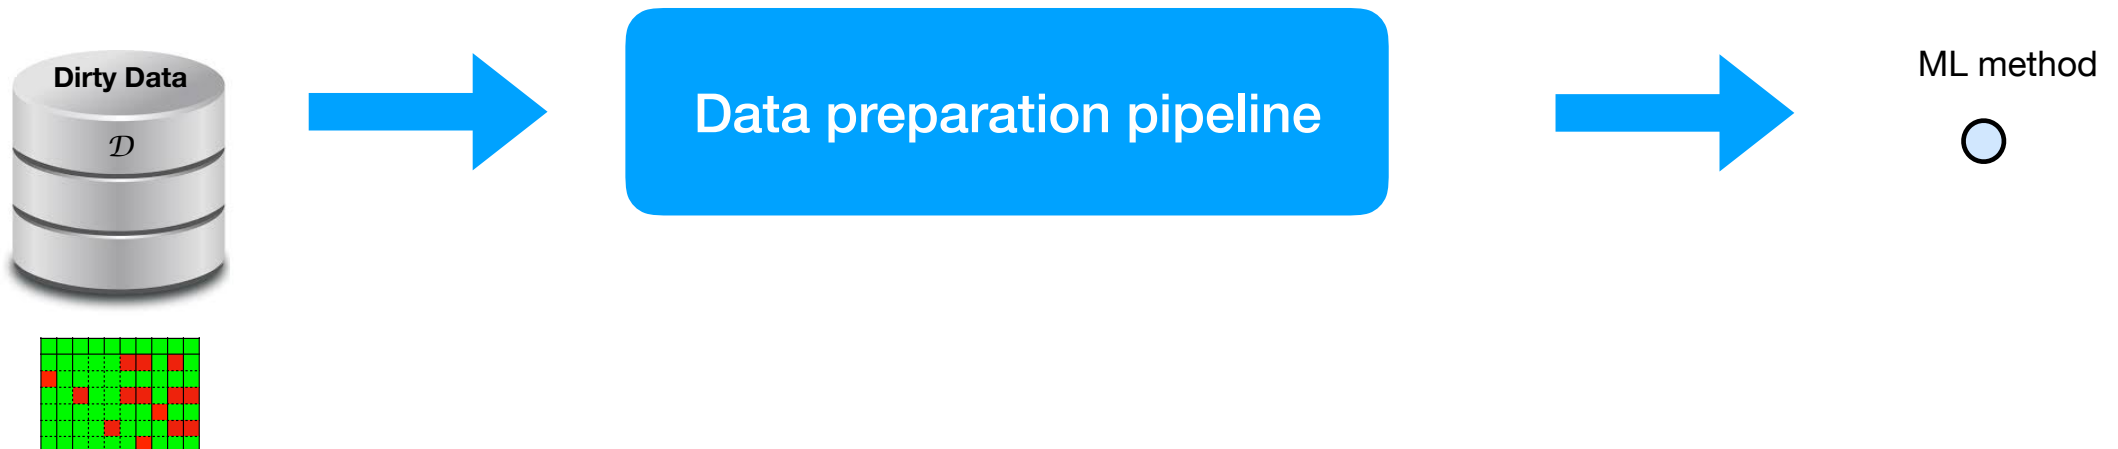 Dirty Data
𝒟
Data preparation pipeline
ML method